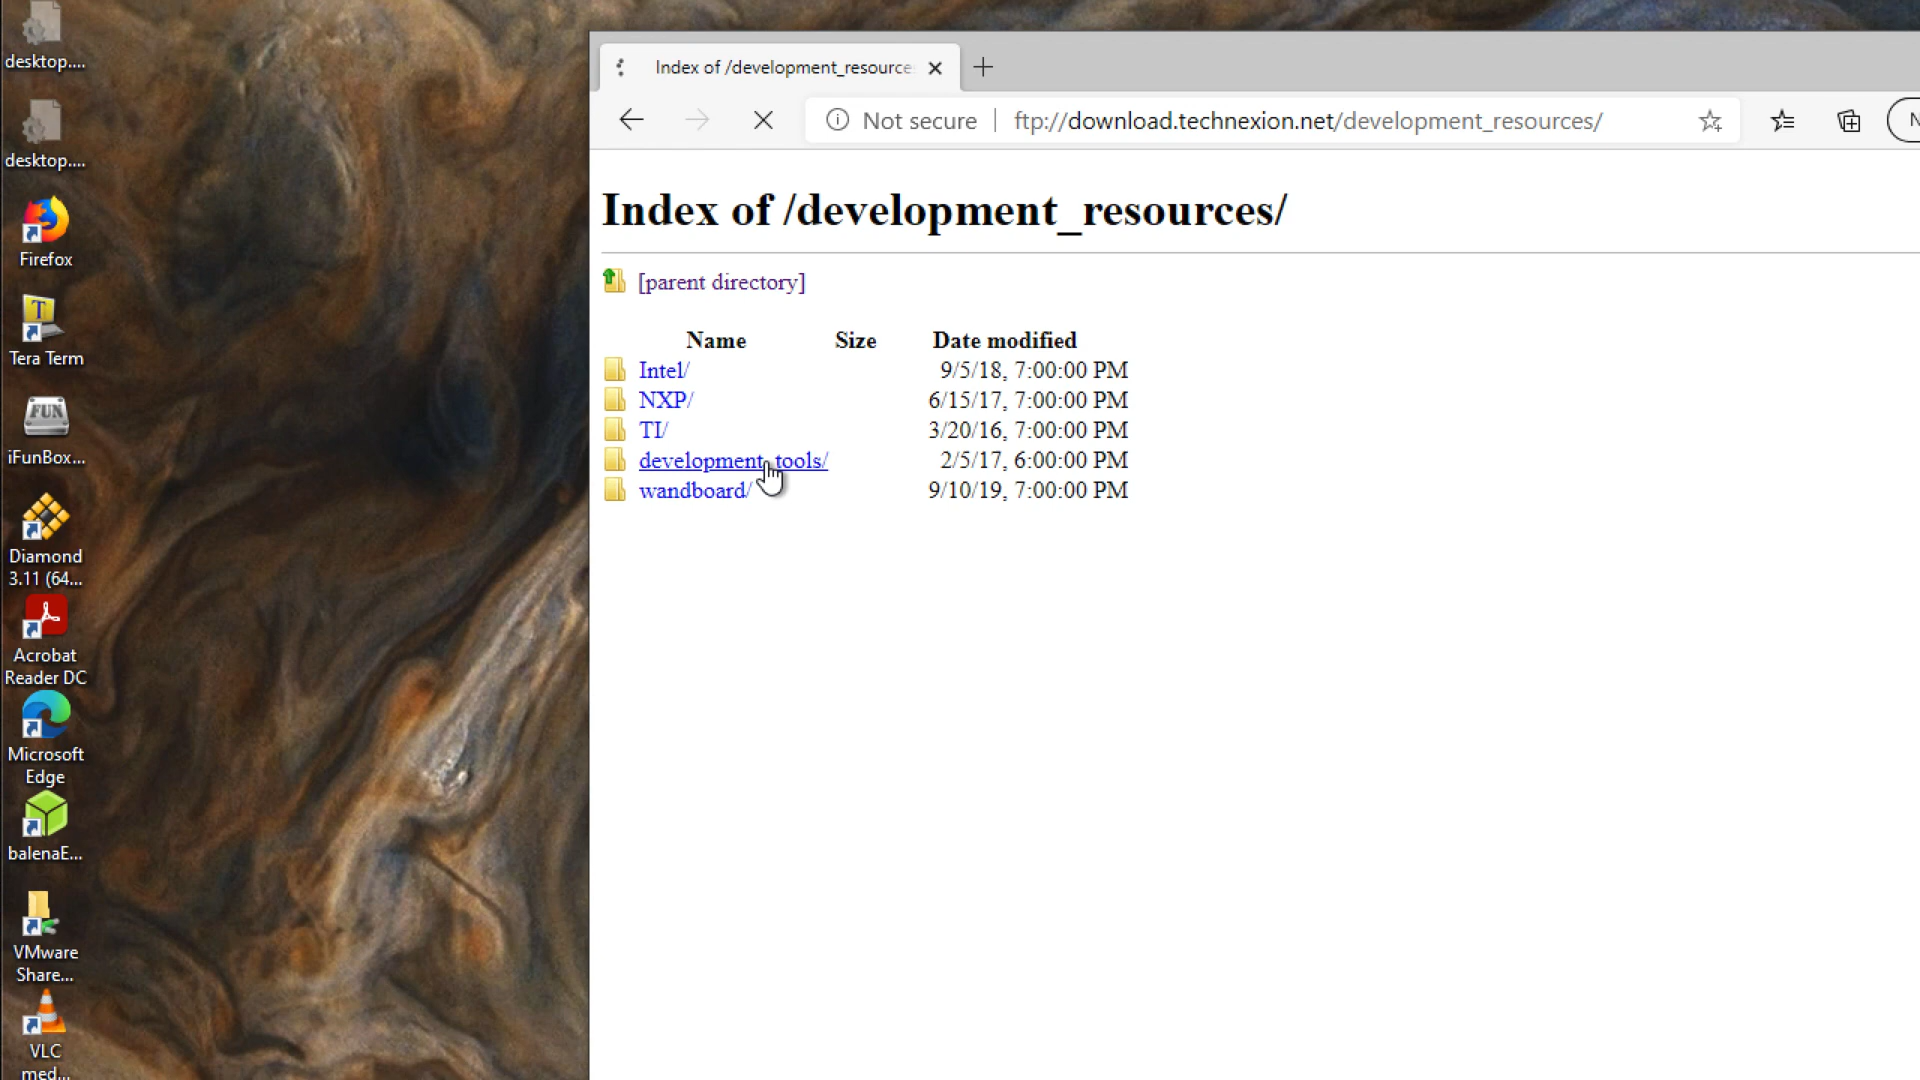 desktop....
desktop....
Firefox
Tera Term
FUN
iFunBox...
Diamond
3.11 (64...
Acrobat
Reader DC
Microsoft
Edge
balenaE...
VMware
Share...
VLC
med...
Index of /development_resource
Not secure
ftp://download.technexion.net/development_resources/
Index of /development_resources/
[parent directory]
Name Size Date modified
Intel/ 9/5/18, 7:00:00 PM
NXP/ 6/15/17, 7:00:00 PM
TI/ 3/20/16, 7:00:00 PM
development_tools/ 2/5/17, 6:00:00 PM
wandboard/ 9/10/19, 7:00:00 PM